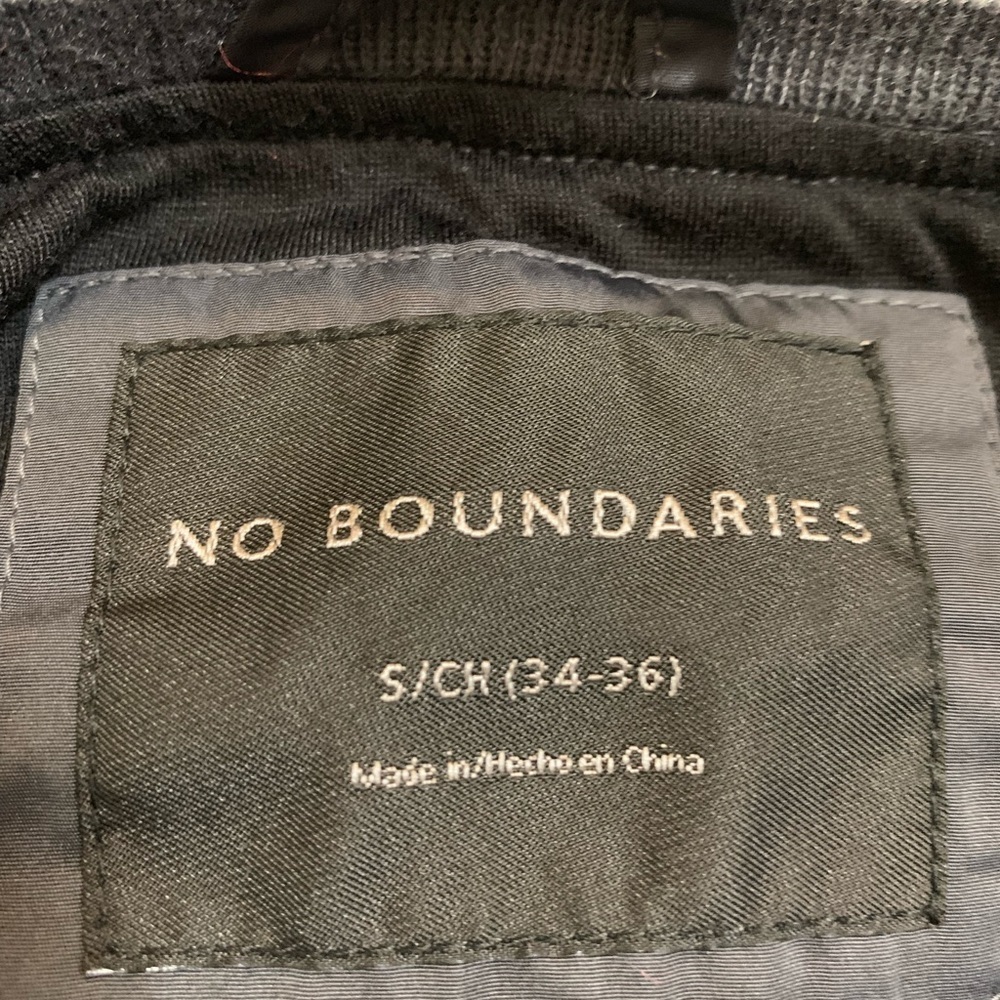 NO BOUNDARIES
S/CH (34-36)
Made in/Hecho en China